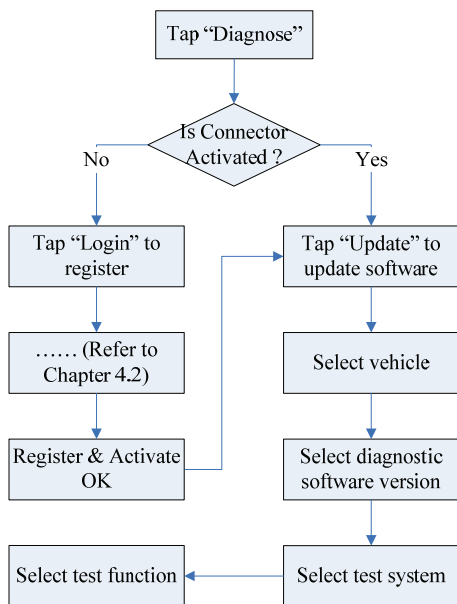 Tap “Diagnose”
Is Connector
Activated ?
No
Yes
Tap “Login” to
register
Tap “Update” to
update software
…… (Refer to
Chapter 4.2)
Select vehicle
Register & Activate
OK
Select diagnostic
software version
Select test function
Select test system